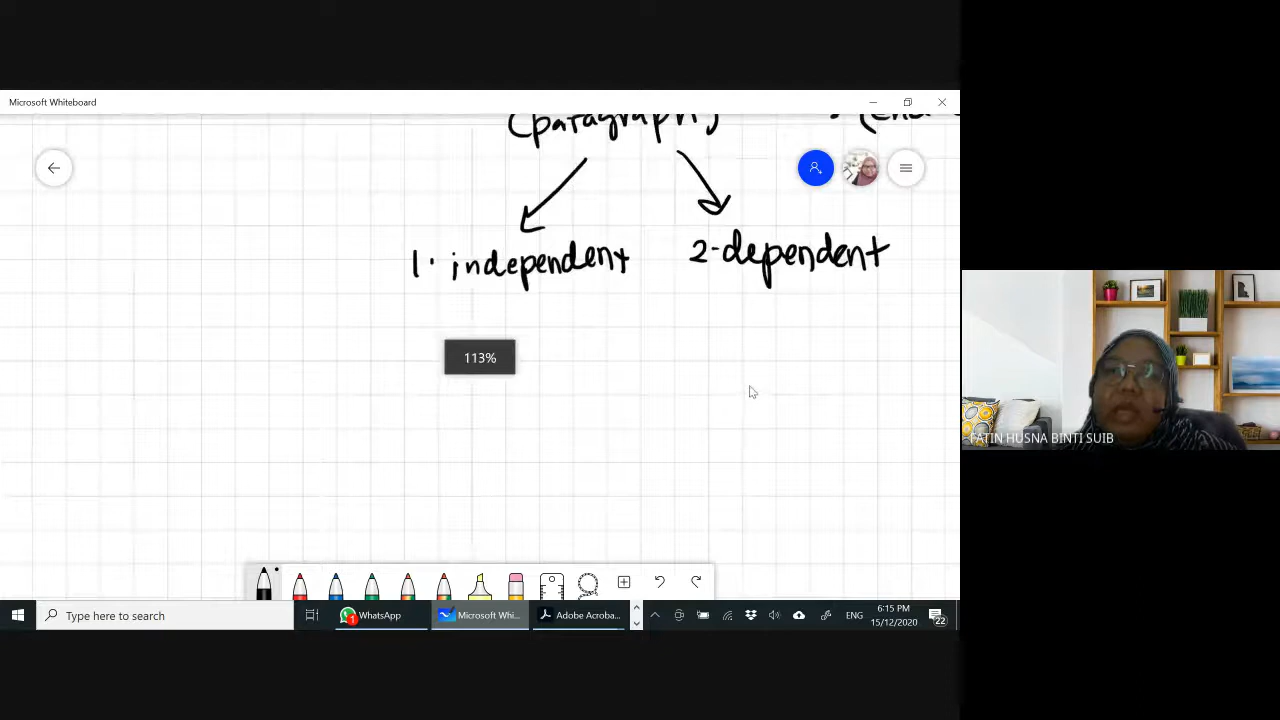 Microsoft Whiteboard
(paragraph)
1. independent
2-dependent
113%
FATIN HUSNA BINTI SUIB
Type here to search
1
WhatsApp
Microsoft Whi...
Adobe Acroba...
ENG
6:15 PM
15/12/2020
22